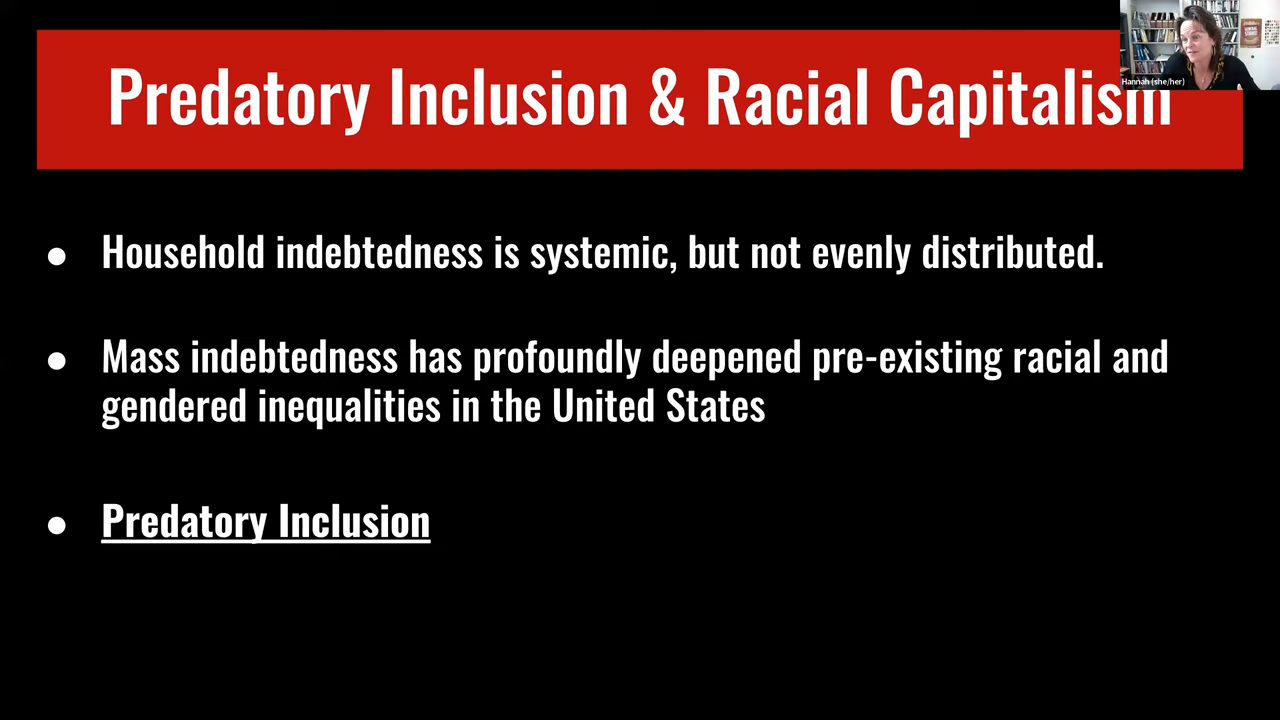 Predatory Inclusion & Racial Capitalism
Hannah (she/her)
● Household indebtedness is systemic, but not evenly distributed.
● Mass indebtedness has profoundly deepened pre-existing racial and
gendered inequalities in the United States
● Predatory Inclusion